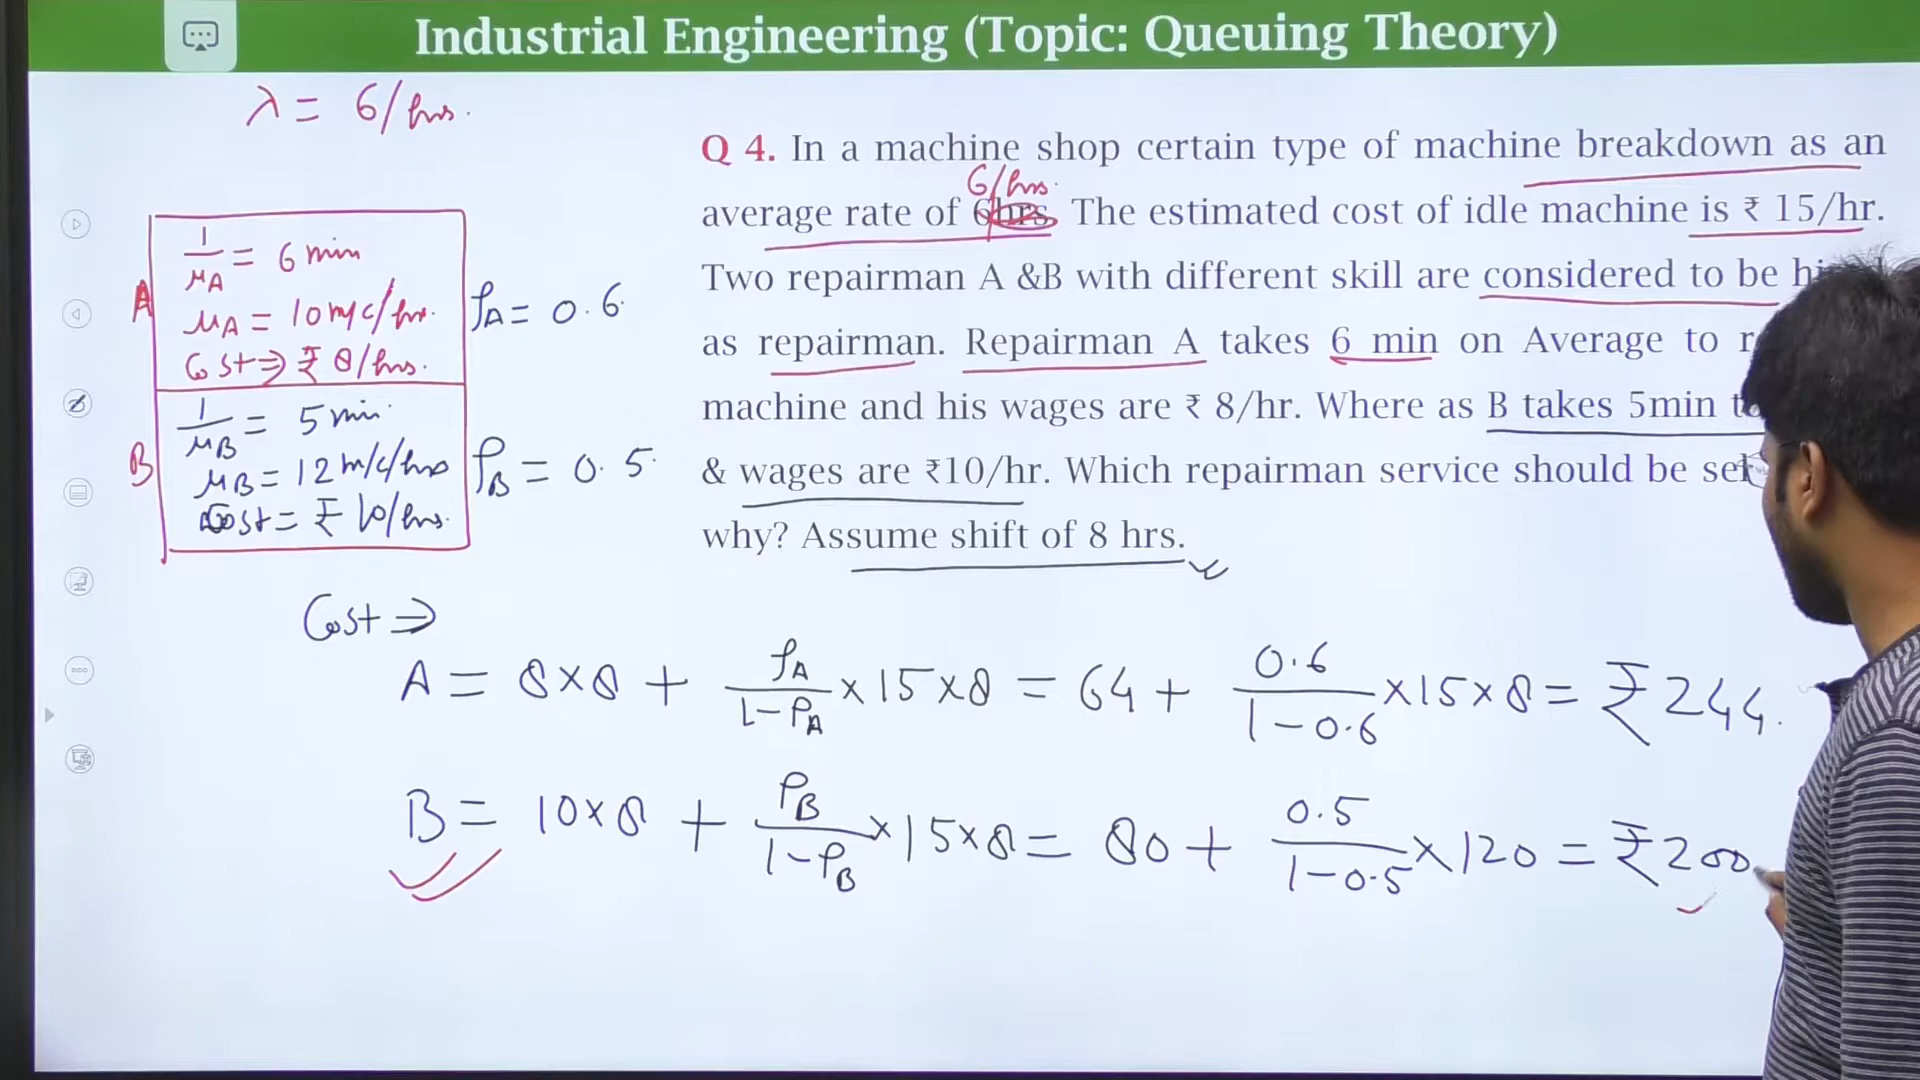 Industrial Engineering (Topic: Queuing Theory)
λ = 6/hrs.
Q 4. In a machine shop certain type of machine breakdown as an
6/hrs.
average rate of The estimated cost of idle machine is ₹ 15/hr.
Two repairman A &B with different skill are considered to be
as repairman. Repairman A takes 6 min on Average to
machine and his wages are ₹ 8/hr. Where as B takes 5min
& wages are ₹10/hr. Which repairman service should be
why? Assume shift of 8 hrs.
A
1/μA = 6 min
μA = 10 m/c/hr.
Cost ⇒ ₹ 8/hrs.
ρA = 0.6
B
1/μB = 5 min
μB = 12 m/c/hrs
Cost = ₹ 10/hrs.
ρB = 0.5
Cost ⇒
A = 8×8 + ρA/(1-ρA) ×15×8 = 64 + 0.6/(1-0.6) ×15×8 = ₹244.
B = 10×8 + ρB/(1-ρB) ×15×8 = 80 + 0.5/(1-0.5) ×120 = ₹200